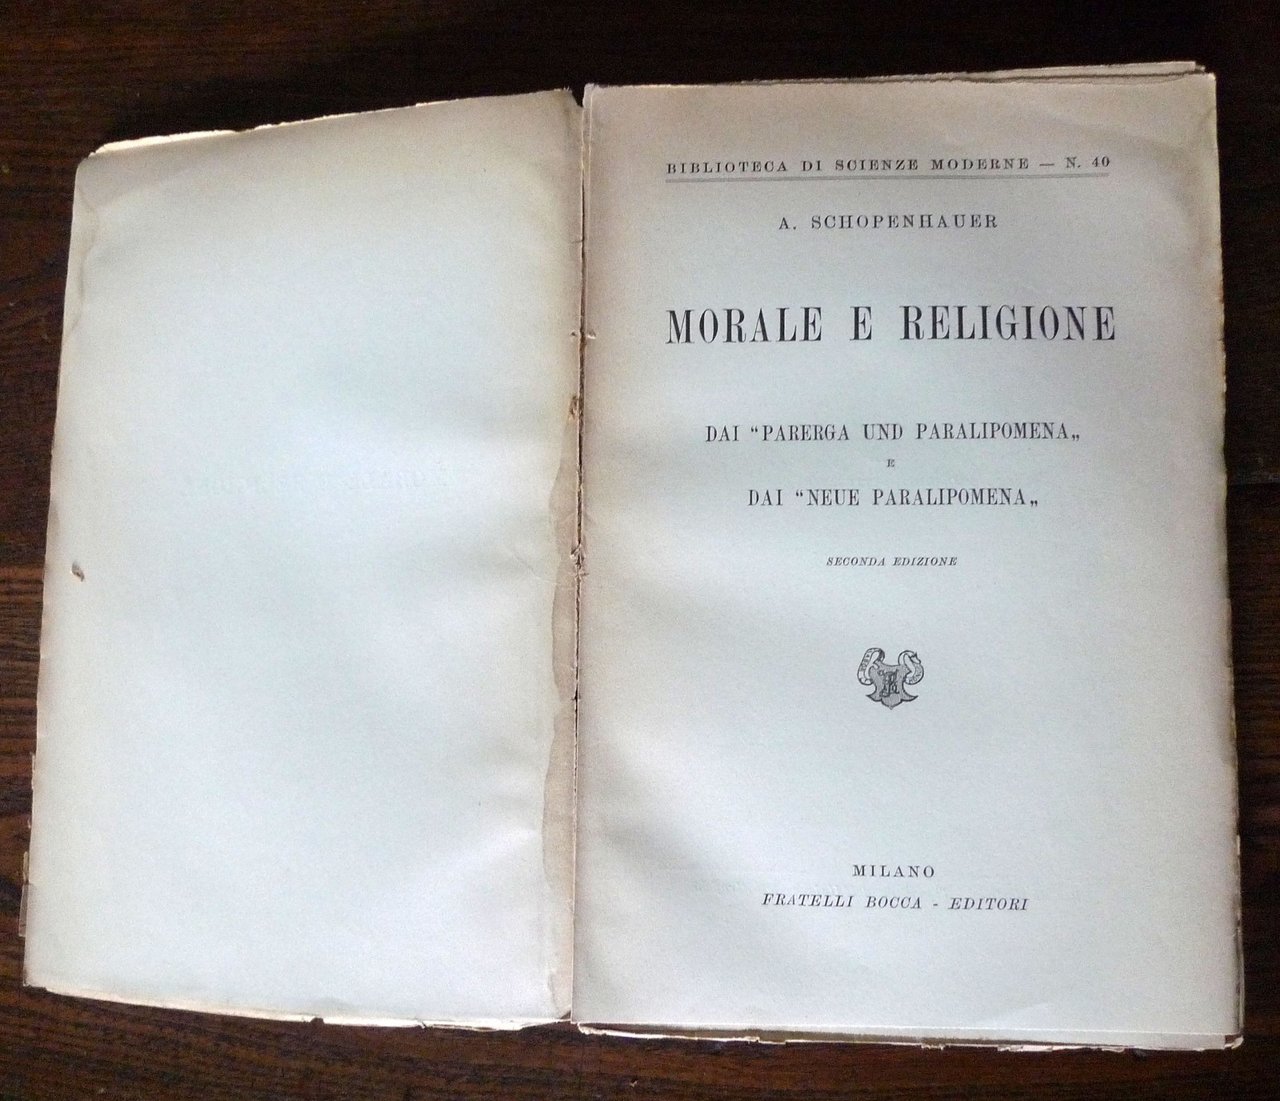 BIBLIOTECA DI SCIENZE MODERNE — N. 40
A. SCHOPENHAUER
MORALE E RELIGIONE
DAI “PARERGA UND PARALIPOMENA„
E
DAI “NEUE PARALIPOMENA„
SECONDA EDIZIONE
MILANO
FRATELLI BOCCA - EDITORI